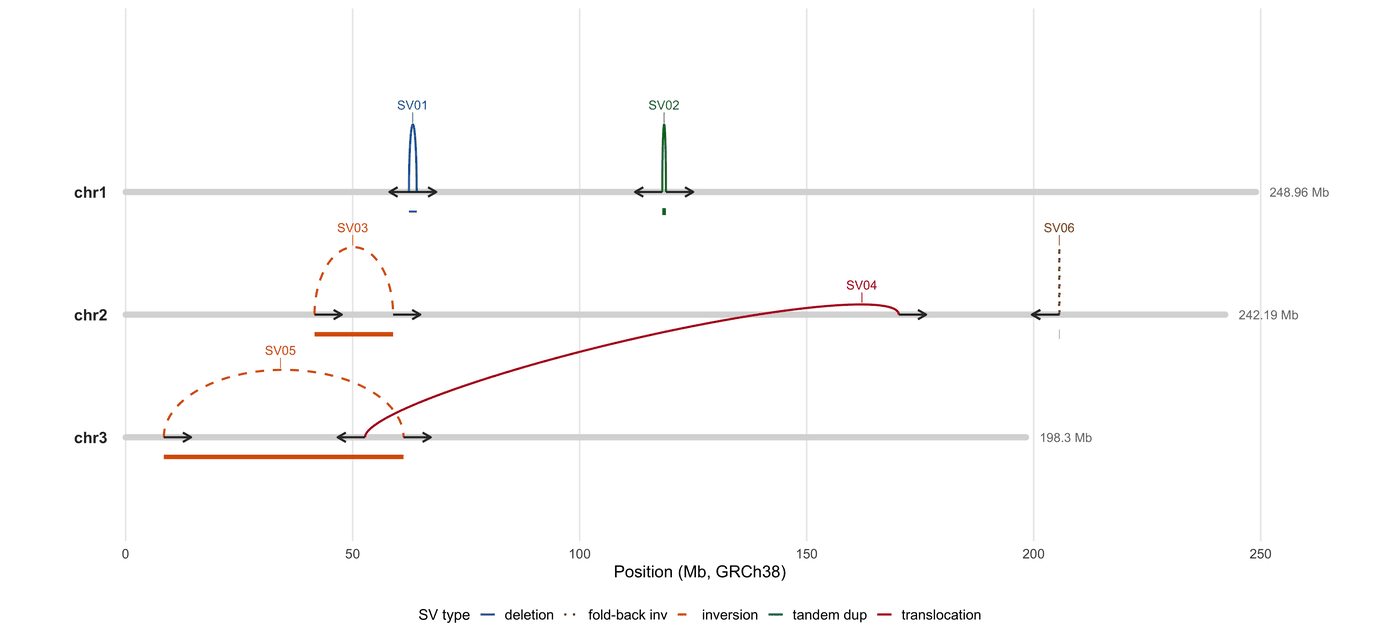 SV01
SV02
chr1
248.96 Mb
SV03
SV06
SV04
chr2
242.19 Mb
SV05
chr3
198.3 Mb
0
50
100
150
200
250
Position (Mb, GRCh38)
SV type
deletion
fold-back inv
inversion
tandem dup
translocation